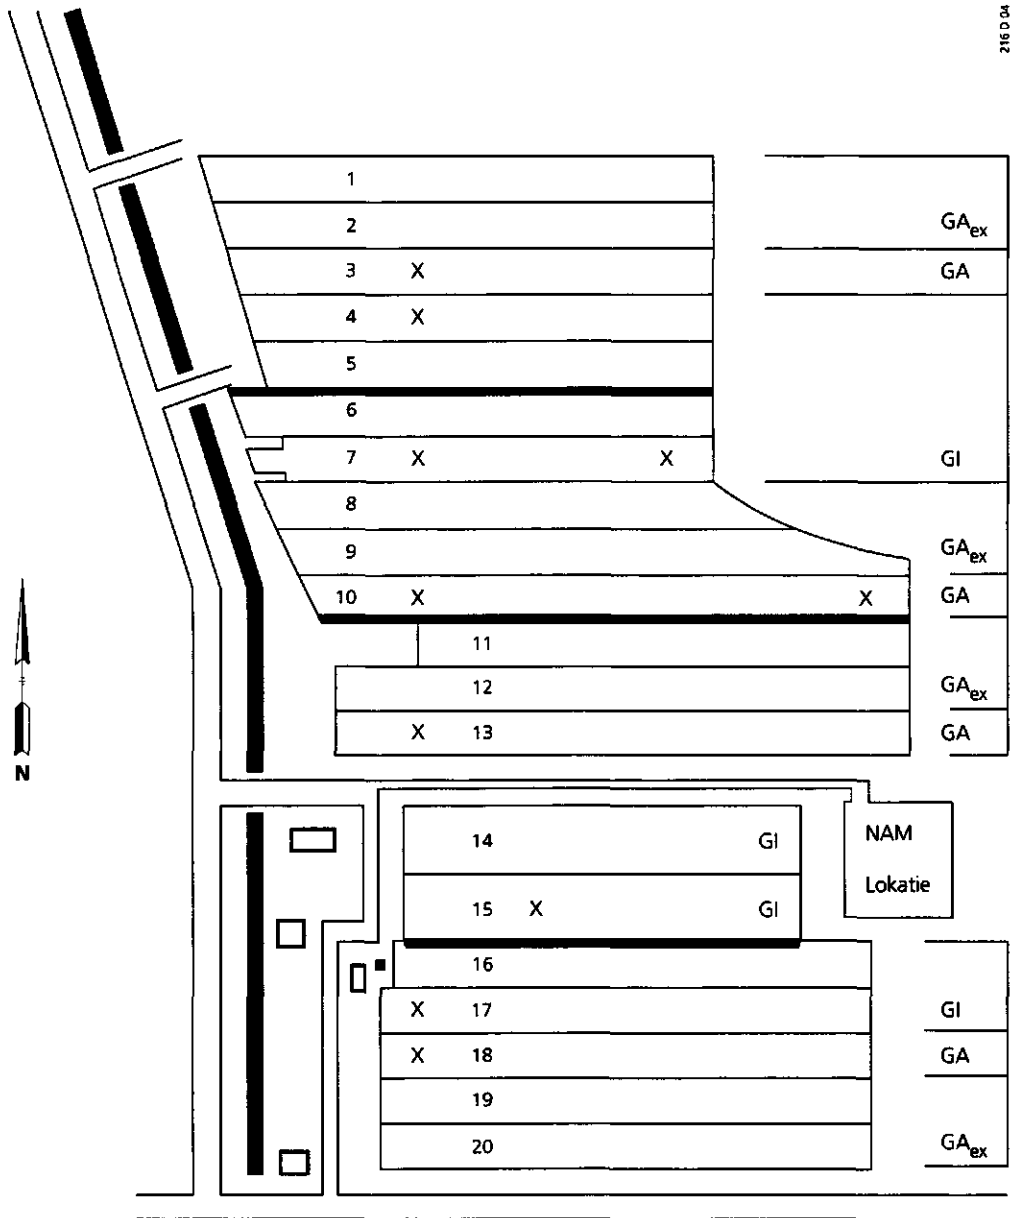 216 D 04
1
2 GAex
3 X GA
4 X
5
6
7 X X GI
8
9 GAex
10 X X GA
11
12 GAex
X 13 GA
14 GI NAM
Lokatie
15 X GI
16
X 17 GI
X 18 GA
19
20 GAex
N